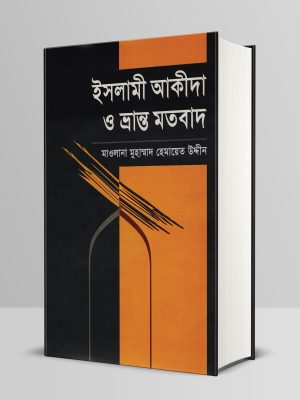 ইসলামী আকীদা
ও ভ্রান্ত মতবাদ
মাওলানা মুহাম্মাদ হেমায়েত উদ্দীন